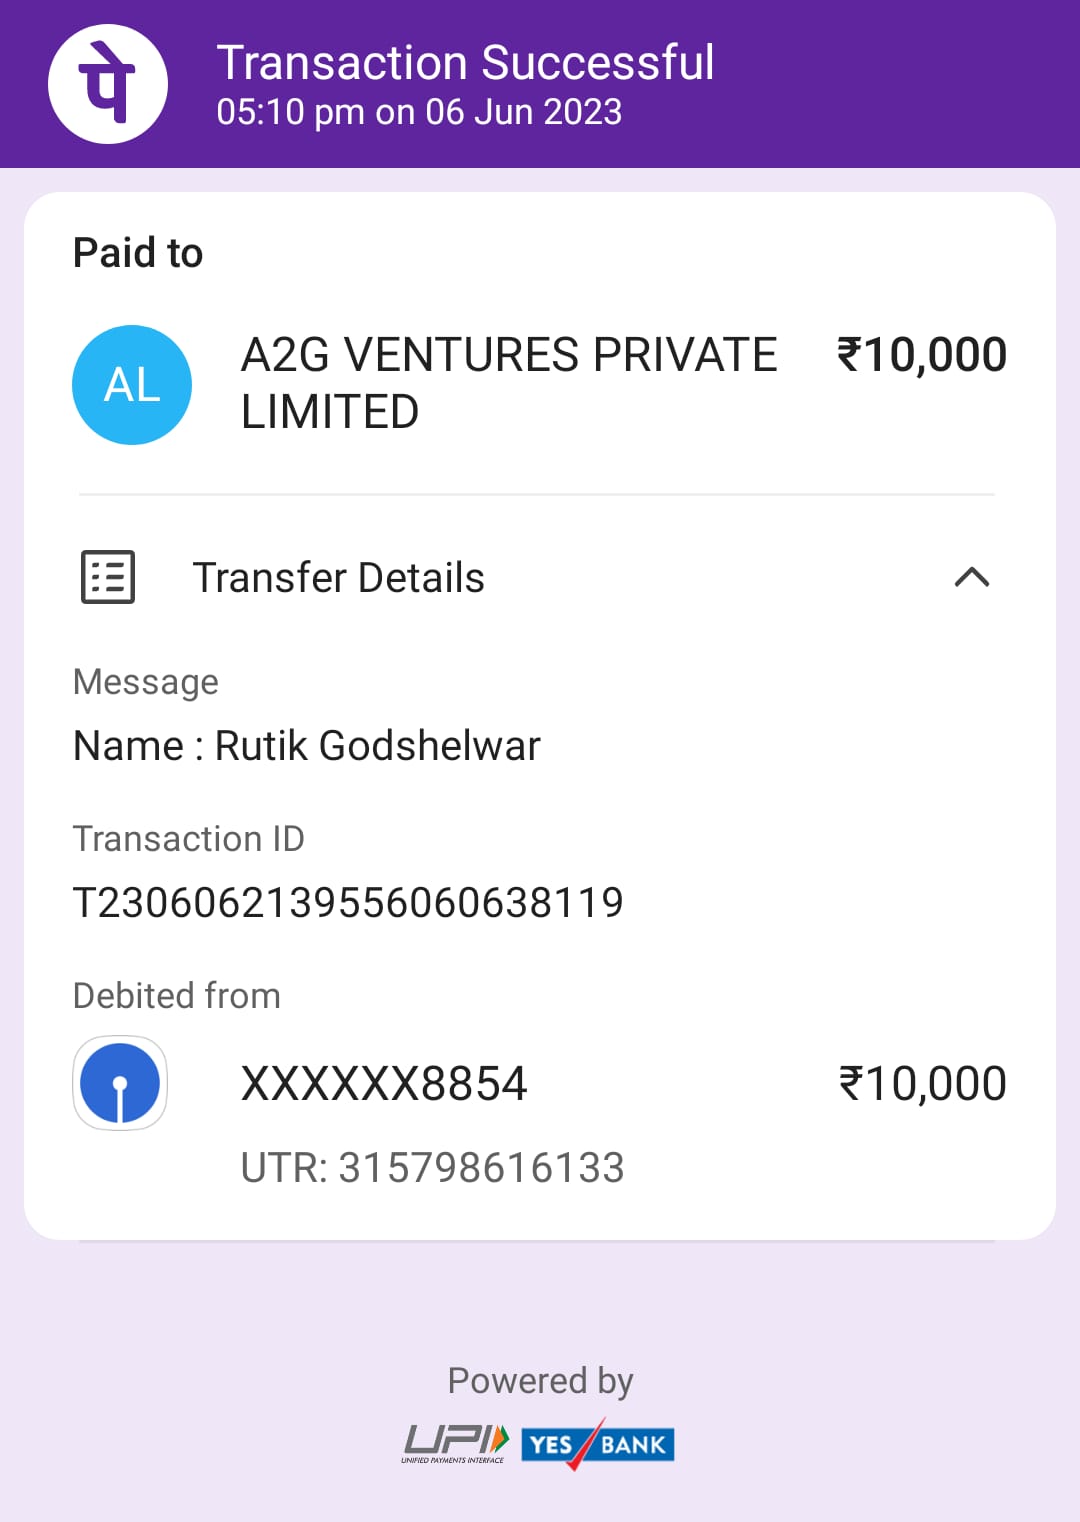 पे
Transaction Successful
05:10 pm on 06 Jun 2023
Paid to
AL
A2G VENTURES PRIVATE
LIMITED
₹10,000
Transfer Details
Message
Name : Rutik Godshelwar
Transaction ID
T2306062139556060638119
Debited from
XXXXXX8854
₹10,000
UTR: 315798616133
Powered by
UPI
UNIFIED PAYMENTS INTERFACE
YES BANK